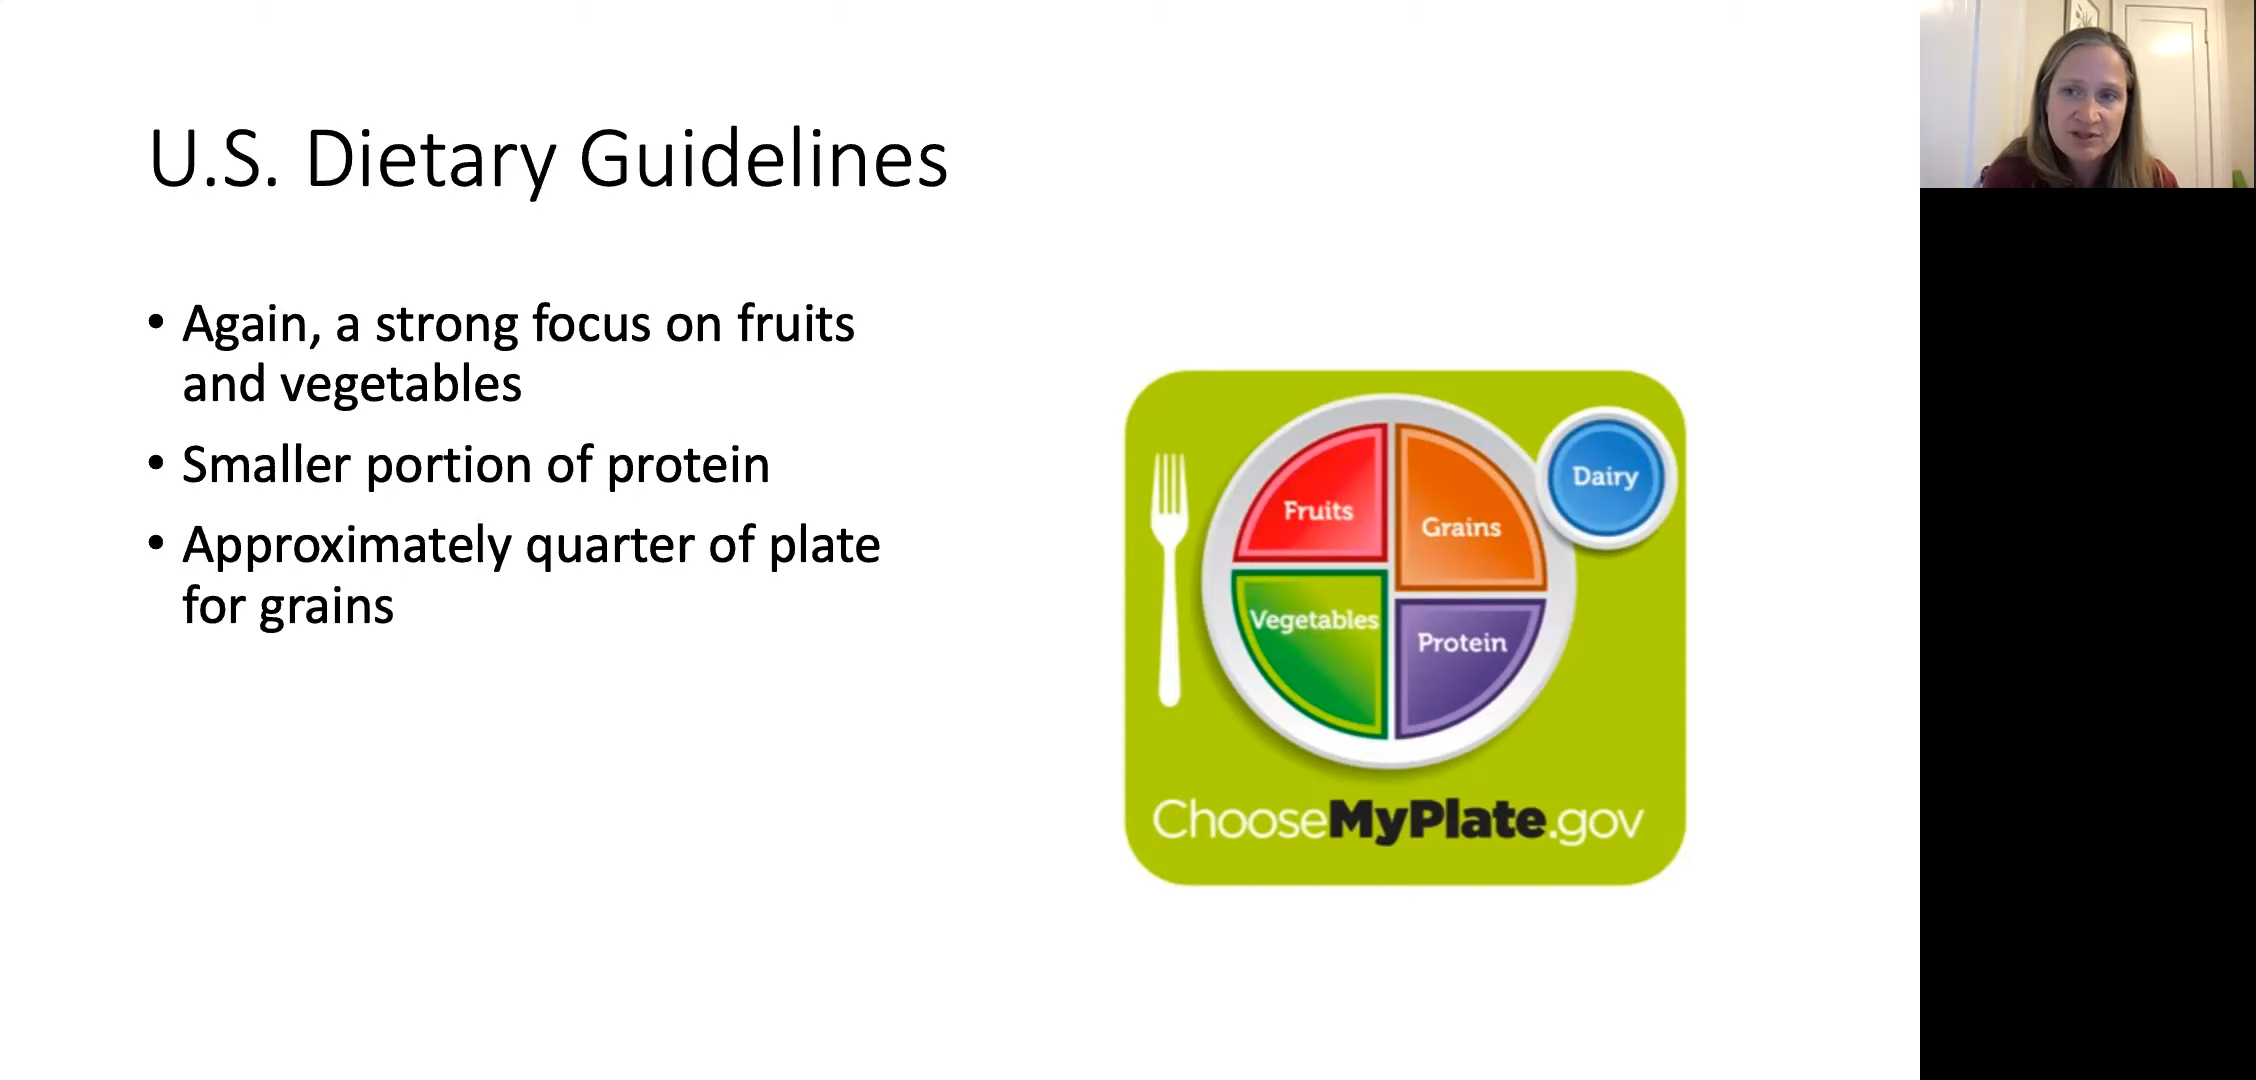 U.S. Dietary Guidelines
• Again, a strong focus on fruits
and vegetables
• Smaller portion of protein
• Approximately quarter of plate
for grains
Fruits
Grains
Dairy
Vegetables
Protein
ChooseMyPlate.gov